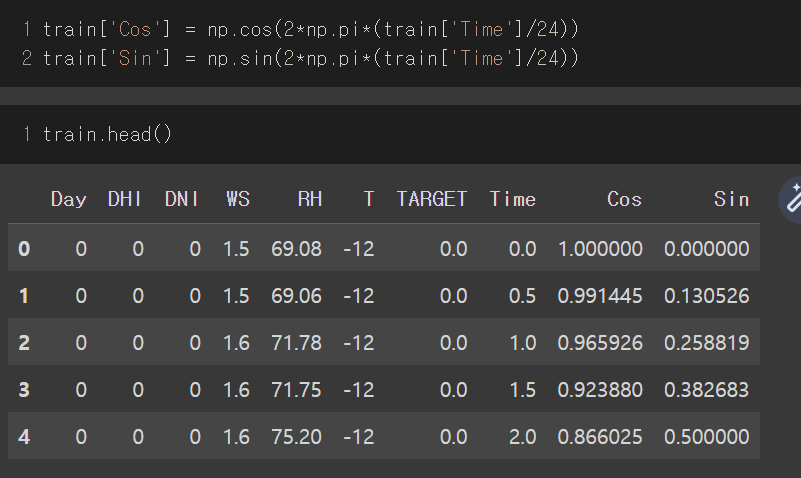 1 train['Cos'] = np.cos(2*np.pi*(train['Time']/24))
2 train['Sin'] = np.sin(2*np.pi*(train['Time']/24))
1 train.head()
Day DHI DNI WS RH T TARGET Time Cos Sin
0 0 0 0 1.5 69.08 -12 0.0 0.0 1.000000 0.000000
1 0 0 0 1.5 69.06 -12 0.0 0.5 0.991445 0.130526
2 0 0 0 1.6 71.78 -12 0.0 1.0 0.965926 0.258819
3 0 0 0 1.6 71.75 -12 0.0 1.5 0.923880 0.382683
4 0 0 0 1.6 75.20 -12 0.0 2.0 0.866025 0.500000